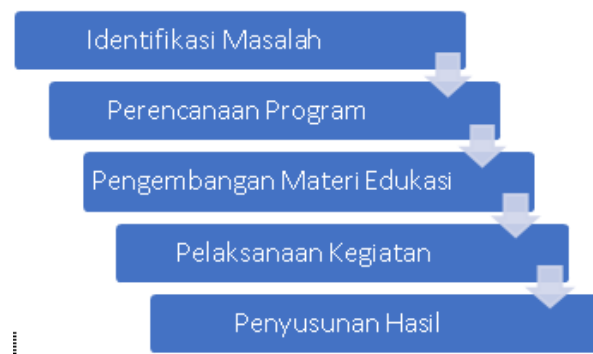 Identifikasi Masalah
Perencanaan Program
Pengembangan Materi Edukasi
Pelaksanaan Kegiatan
Penyusunan Hasil